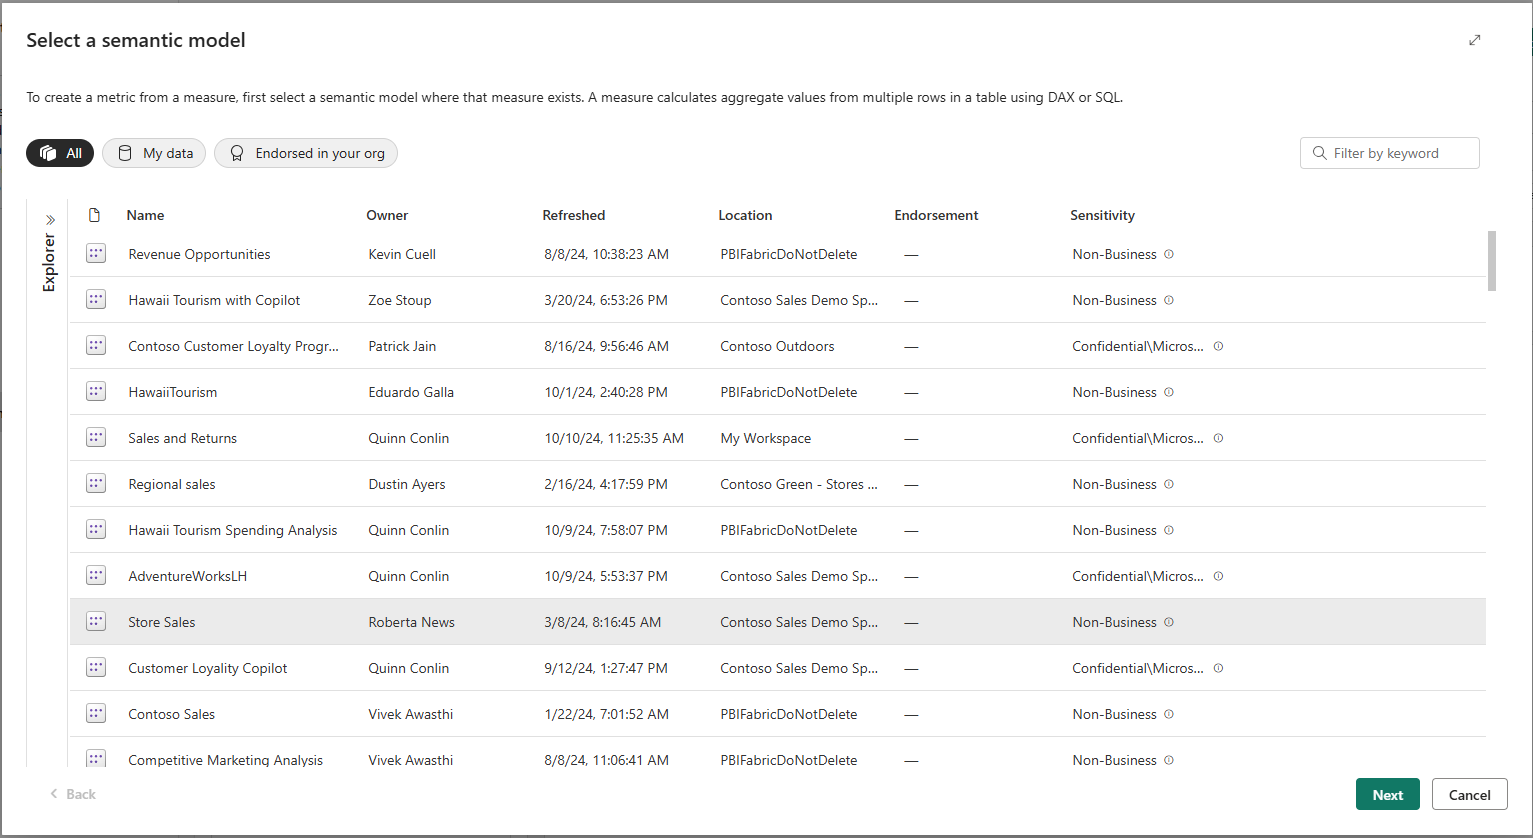 Select a semantic model
To create a metric from a measure, first select a semantic model where that measure exists. A measure calculates aggregate values from multiple rows in a table using DAX or SQL.
All My data Endorsed in your org Filter by keyword
Explorer
Name Owner Refreshed Location Endorsement Sensitivity
Revenue Opportunities Kevin Cuell 8/8/24, 10:38:23 AM PBIFabricDoNotDelete — Non-Business
Hawaii Tourism with Copilot Zoe Stoup 3/20/24, 6:53:26 PM Contoso Sales Demo Sp... — Non-Business
Contoso Customer Loyalty Progr... Patrick Jain 8/16/24, 9:56:46 AM Contoso Outdoors — Confidential\Micros...
HawaiiTourism Eduardo Galla 10/1/24, 2:40:28 PM PBIFabricDoNotDelete — Non-Business
Sales and Returns Quinn Conlin 10/10/24, 11:25:35 AM My Workspace — Confidential\Micros...
Regional sales Dustin Ayers 2/16/24, 4:17:59 PM Contoso Green - Stores ... — Non-Business
Hawaii Tourism Spending Analysis Quinn Conlin 10/9/24, 7:58:07 PM PBIFabricDoNotDelete — Non-Business
AdventureWorksLH Quinn Conlin 10/9/24, 5:53:37 PM Contoso Sales Demo Sp... — Confidential\Micros...
Store Sales Roberta News 3/8/24, 8:16:45 AM Contoso Sales Demo Sp... — Non-Business
Customer Loyality Copilot Quinn Conlin 9/12/24, 1:27:47 PM Contoso Sales Demo Sp... — Confidential\Micros...
Contoso Sales Vivek Awasthi 1/22/24, 7:01:52 AM PBIFabricDoNotDelete — Non-Business
Competitive Marketing Analysis Vivek Awasthi 8/8/24, 11:06:41 AM PBIFabricDoNotDelete — Non-Business
Back Next Cancel